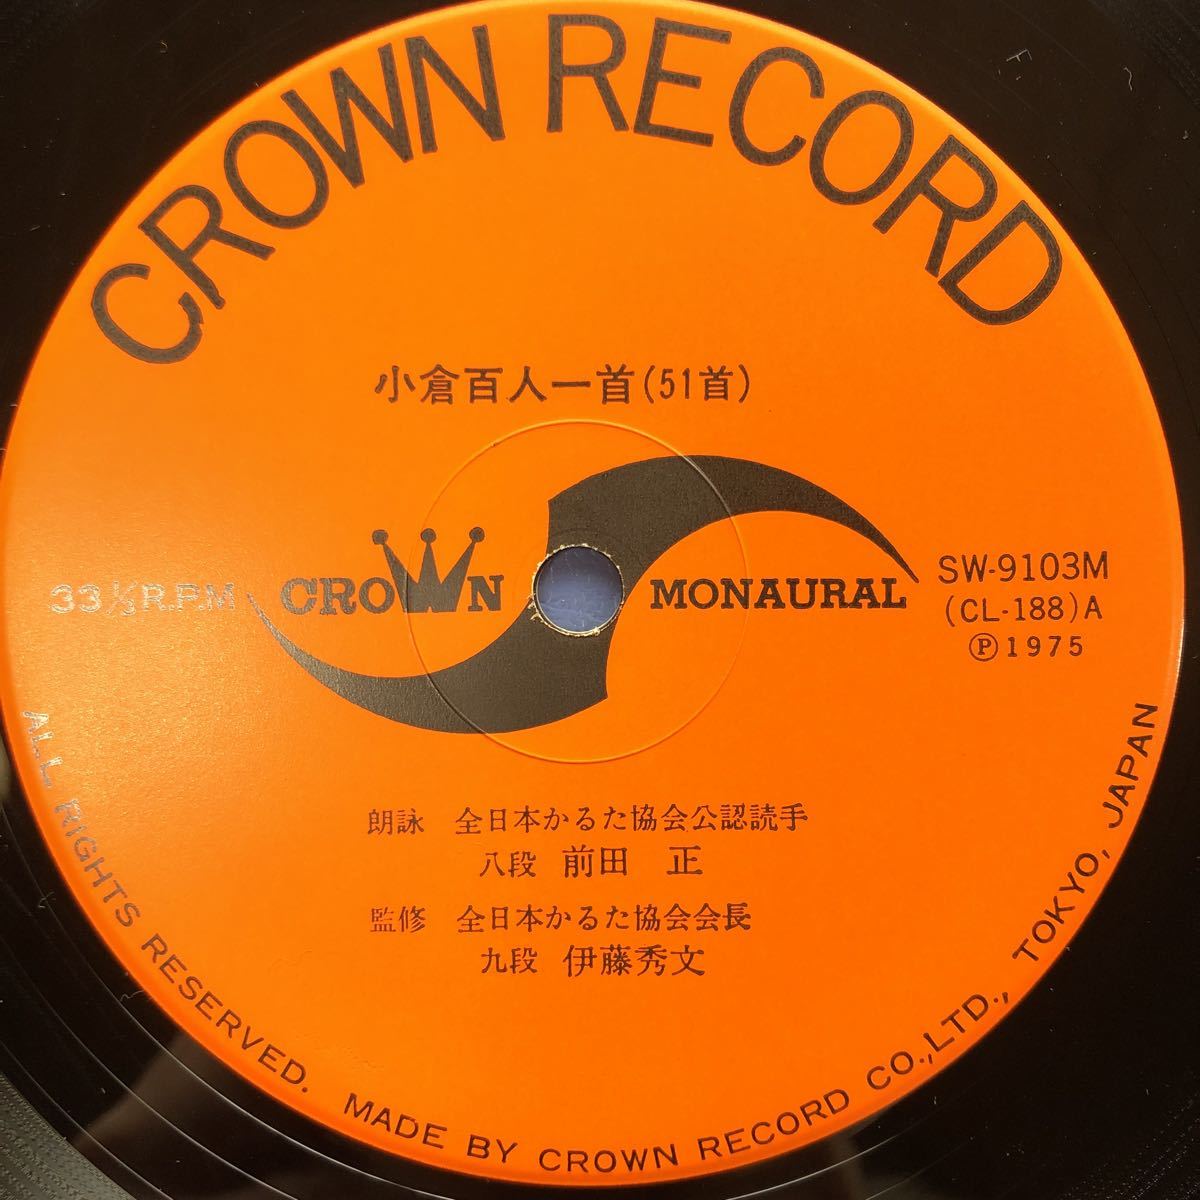 CROWN RECORD
小倉百人一首(51首)
33⅓ R.P.M
CROWN
MONAURAL
SW-9103M
(CL-188)A
Ⓟ1975
朗詠 全日本かるた協会公認読手
八段 前田 正
監修 全日本かるた協会会長
九段 伊藤秀文
ALL RIGHTS RESERVED. MADE BY CROWN RECORD CO.,LTD., TOKYO, JAPAN